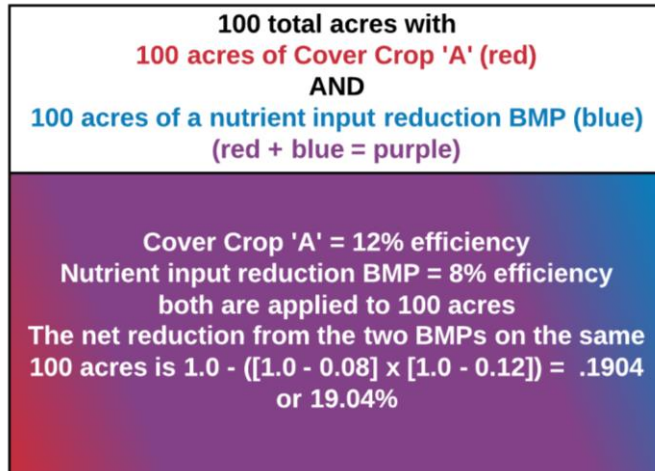 100 total acres with
100 acres of Cover Crop 'A' (red)
AND
100 acres of a nutrient input reduction BMP (blue)
(red + blue = purple)
Cover Crop 'A' = 12% efficiency
Nutrient input reduction BMP = 8% efficiency
both are applied to 100 acres
The net reduction from the two BMPs on the same
100 acres is 1.0 - ([1.0 - 0.08] x [1.0 - 0.12]) = .1904
or 19.04%